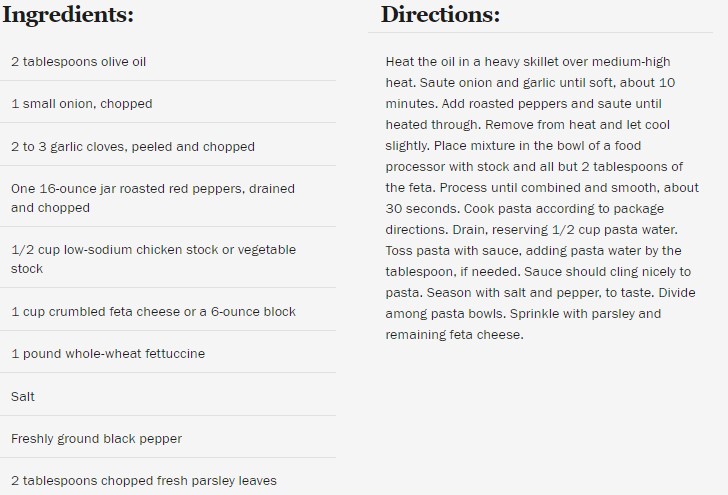 Ingredients:
2 tablespoons olive oil
1 small onion, chopped
2 to 3 garlic cloves, peeled and chopped
One 16-ounce jar roasted red peppers, drained
and chopped
1/2 cup low-sodium chicken stock or vegetable
stock
1 cup crumbled feta cheese or a 6-ounce block
1 pound whole-wheat fettuccine
Salt
Freshly ground black pepper
2 tablespoons chopped fresh parsley leaves
Directions:
Heat the oil in a heavy skillet over medium-high
heat. Saute onion and garlic until soft, about 10
minutes. Add roasted peppers and saute until
heated through. Remove from heat and let cool
slightly. Place mixture in the bowl of a food
processor with stock and all but 2 tablespoons of
the feta. Process until combined and smooth, about
30 seconds. Cook pasta according to package
directions. Drain, reserving 1/2 cup pasta water.
Toss pasta with sauce, adding pasta water by the
tablespoon, if needed. Sauce should cling nicely to
pasta. Season with salt and pepper, to taste. Divide
among pasta bowls. Sprinkle with parsley and
remaining feta cheese.